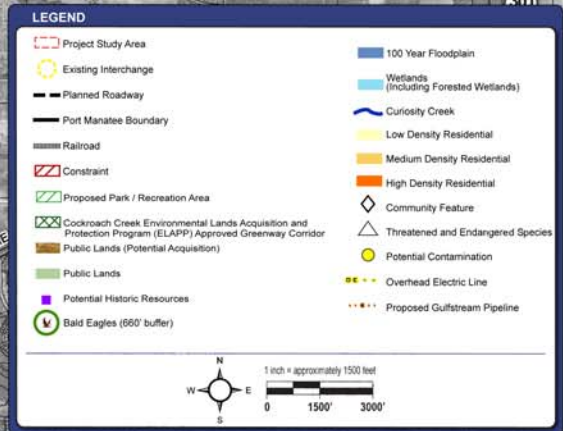 301
LEGEND
Project Study Area
Existing Interchange
Planned Roadway
Port Manatee Boundary
Railroad
Constraint
Proposed Park / Recreation Area
Cockroach Creek Environmental Lands Acquisition and
Protection Program (ELAPP) Approved Greenway Corridor
Public Lands (Potential Acquisition)
Public Lands
Potential Historic Resources
Bald Eagles (660' buffer)
100 Year Floodplain
Wetlands
(Including Forested Wetlands)
Curiosity Creek
Low Density Residential
Medium Density Residential
High Density Residential
Community Feature
Threatened and Endangered Species
Potential Contamination
OE Overhead Electric Line
Proposed Gulfstream Pipeline
N
W E
S
1 inch = approximately 1500 feet
0 1500' 3000'